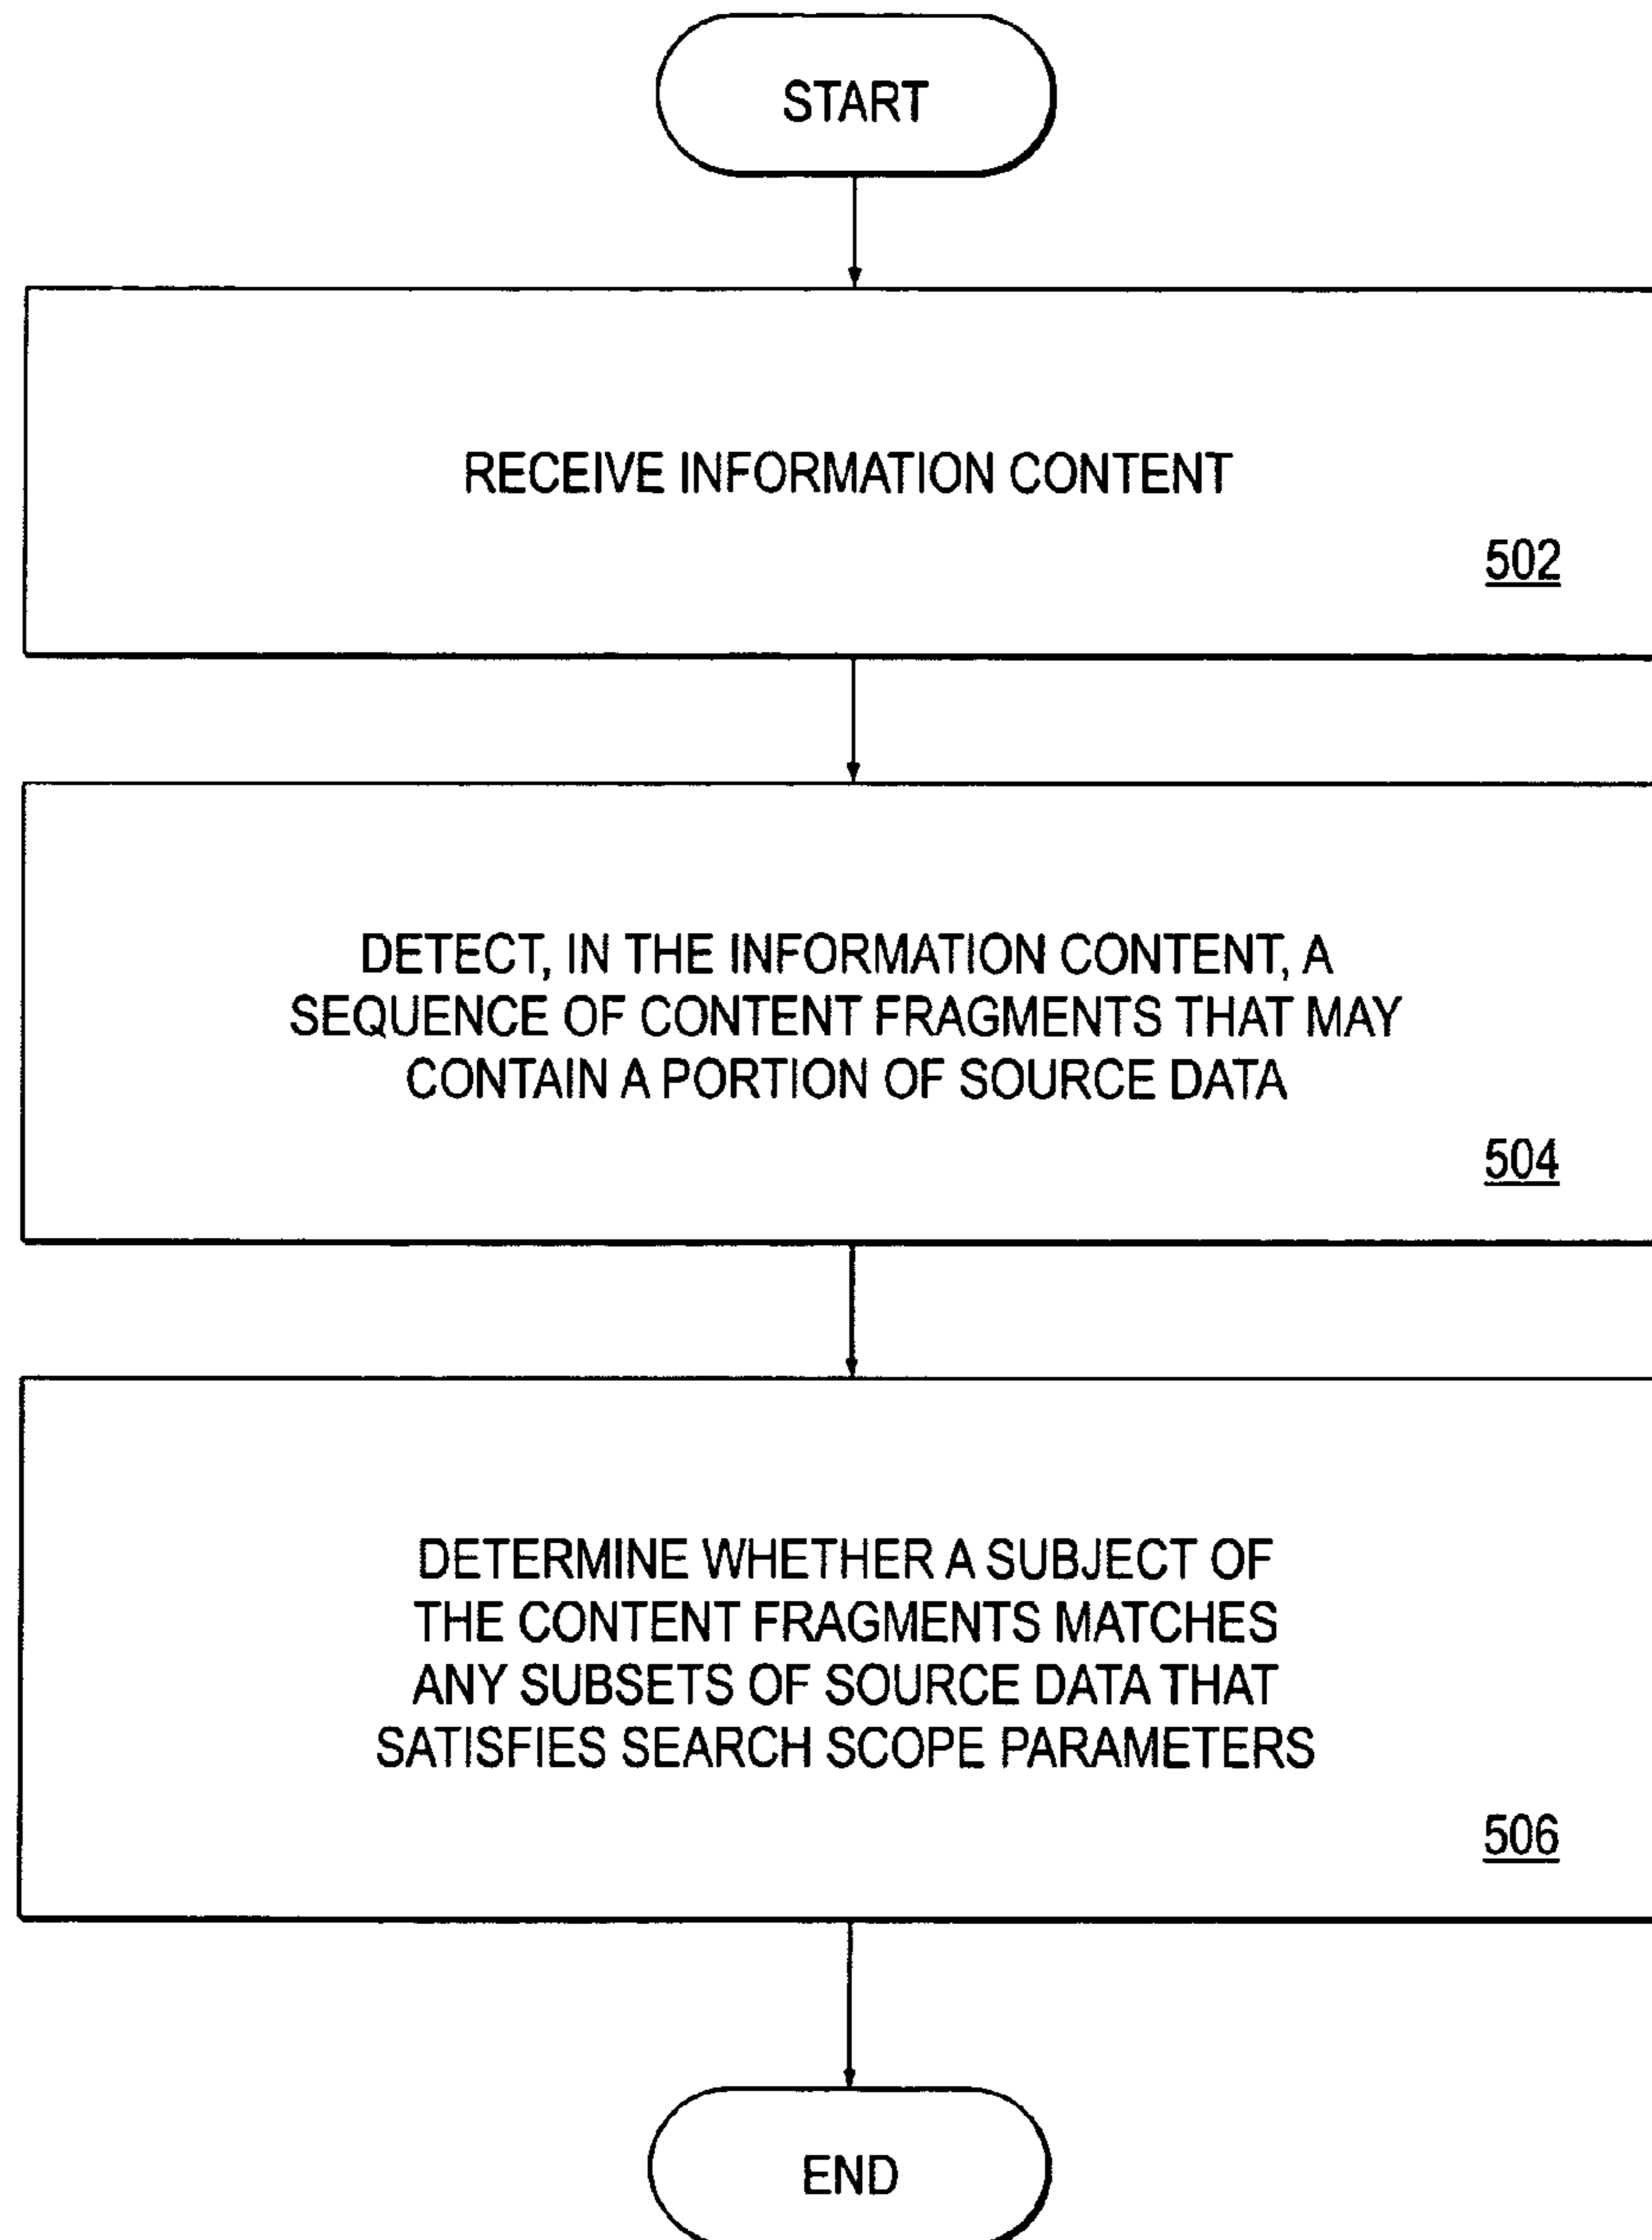 START
RECEIVE INFORMATION CONTENT
502
DETECT, IN THE INFORMATION CONTENT, A
SEQUENCE OF CONTENT FRAGMENTS THAT MAY
CONTAIN A PORTION OF SOURCE DATA
504
DETERMINE WHETHER A SUBJECT OF
THE CONTENT FRAGMENTS MATCHES
ANY SUBSETS OF SOURCE DATA THAT
SATISFIES SEARCH SCOPE PARAMETERS
506
END